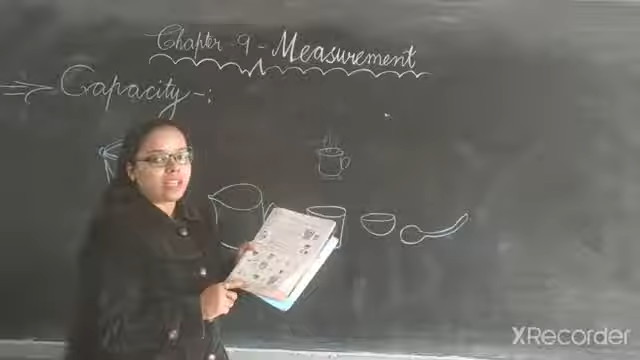 Chapter - 9 - Measurement
⇒ Capacity -:
XRecorder